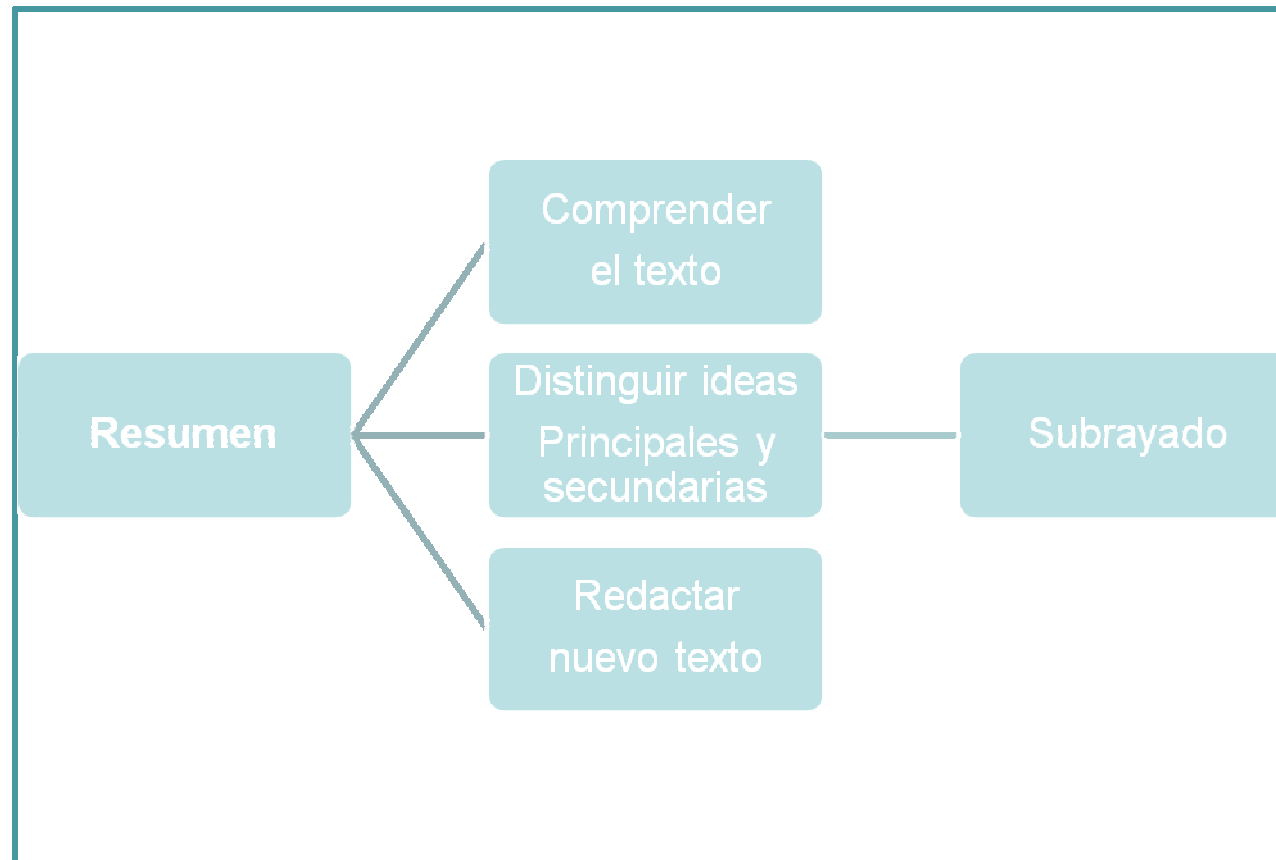 Resumen
Comprender
el texto
Distinguir ideas
Principales y
secundarias
Redactar
nuevo texto
Subrayado